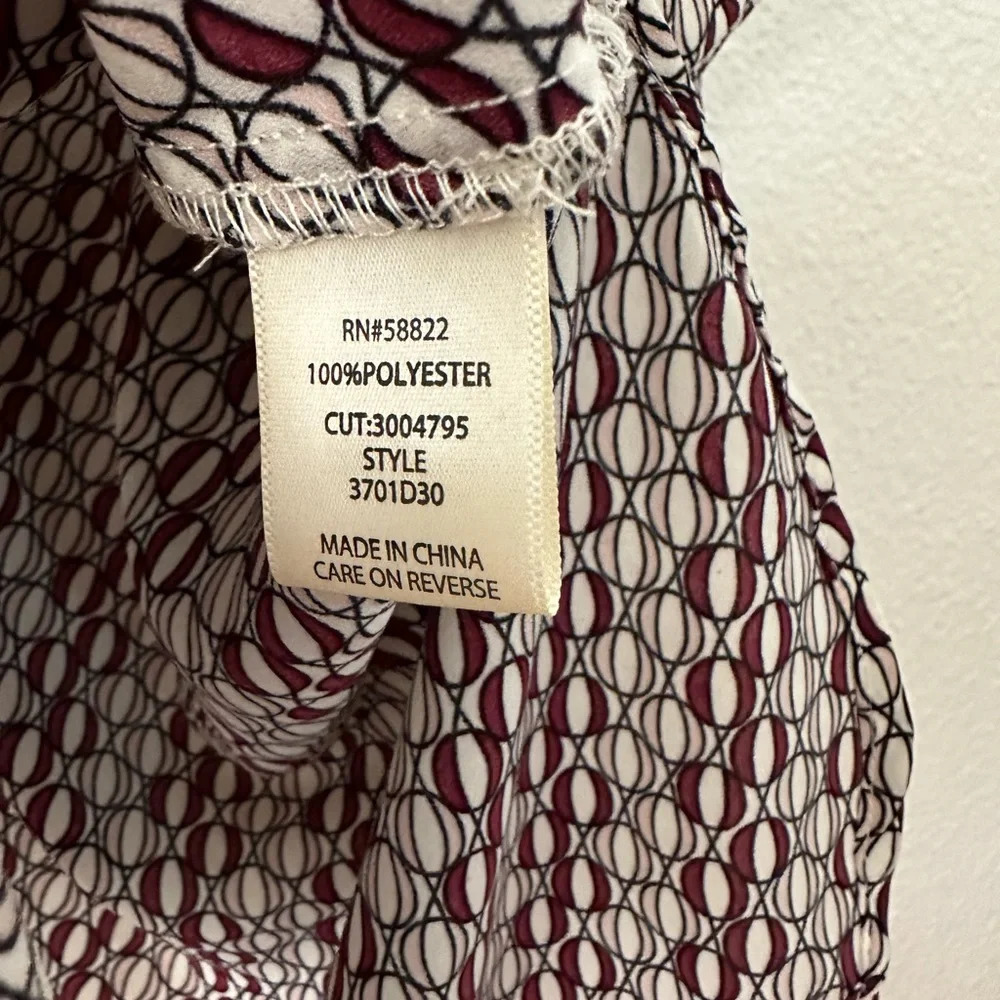 RN#58822
100%POLYESTER
CUT:3004795
STYLE
3701D30
MADE IN CHINA
CARE ON REVERSE